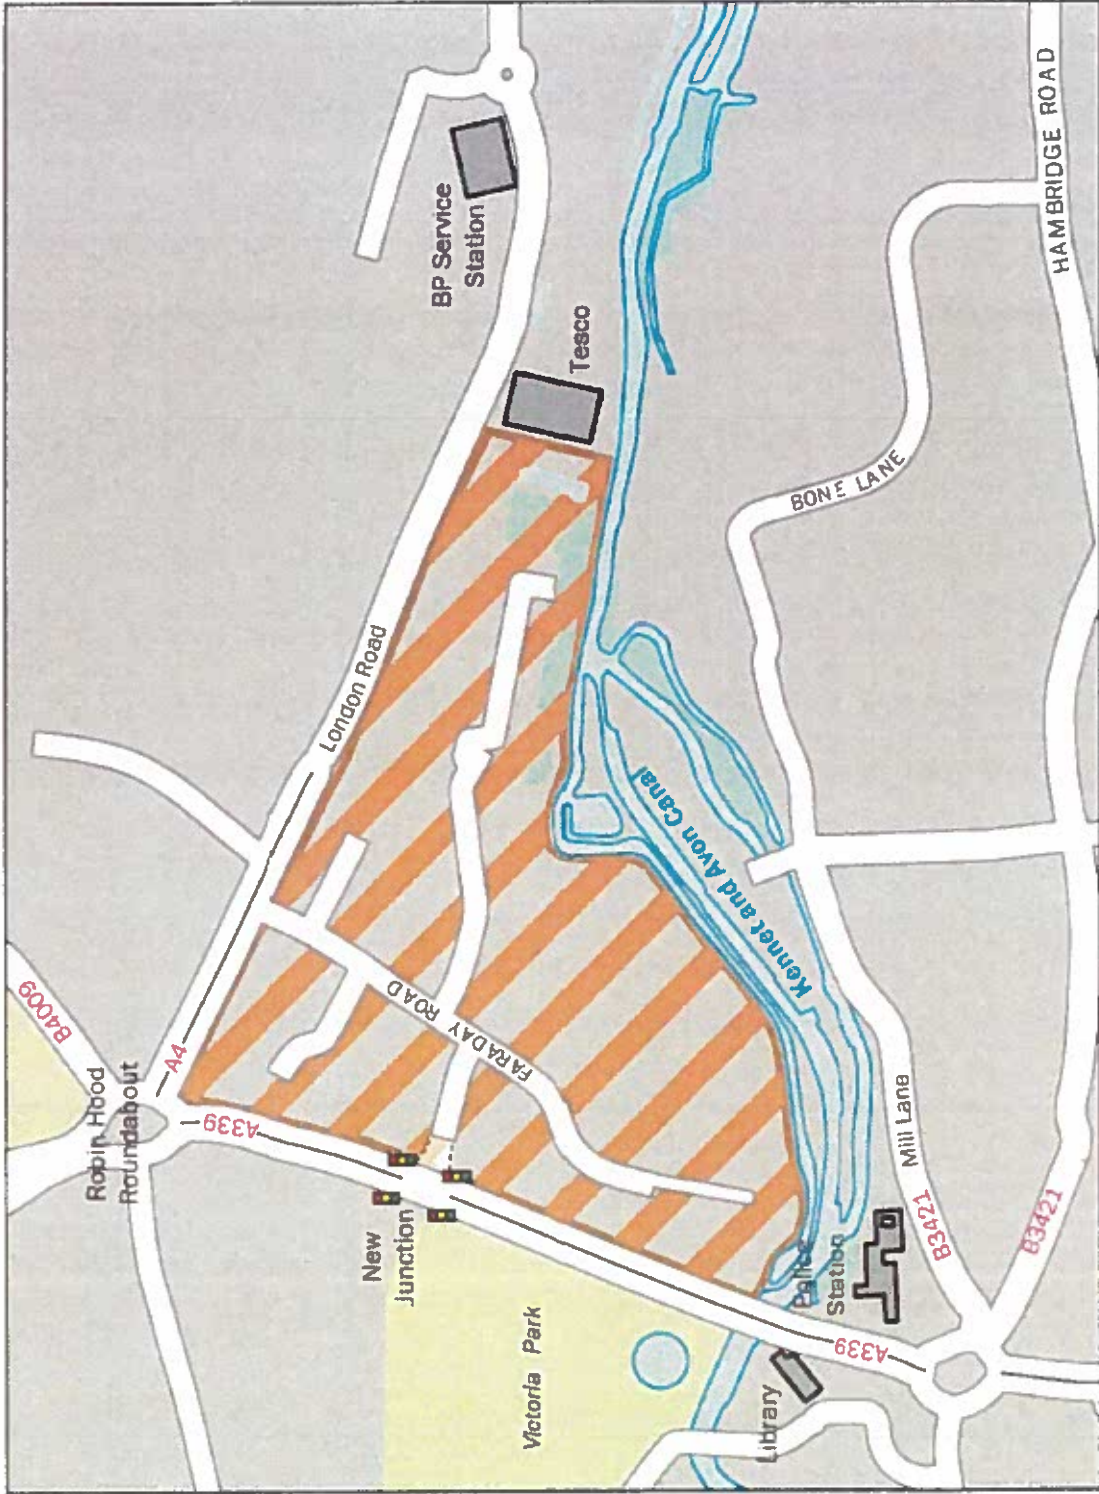 B4009
Robin Hood
Roundabout
A4
A339
London Road
New
Junction
BP Service
Station
FARADAY ROAD
Victoria Park
Tesco
Kennet and Avon Canal
Library
Police
Station
BONE LANE
A339
Mill Lane
B3421
B3421
HAMBRIDGE ROAD